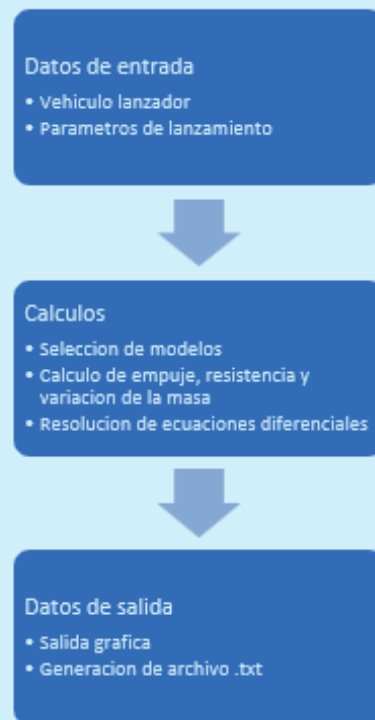 Datos de entrada
• Vehiculo lanzador
• Parametros de lanzamiento
Calculos
• Seleccion de modelos
• Calculo de empuje, resistencia y
variacion de la masa
• Resolucion de ecuaciones diferenciales
Datos de salida
• Salida grafica
• Generacion de archivo .txt